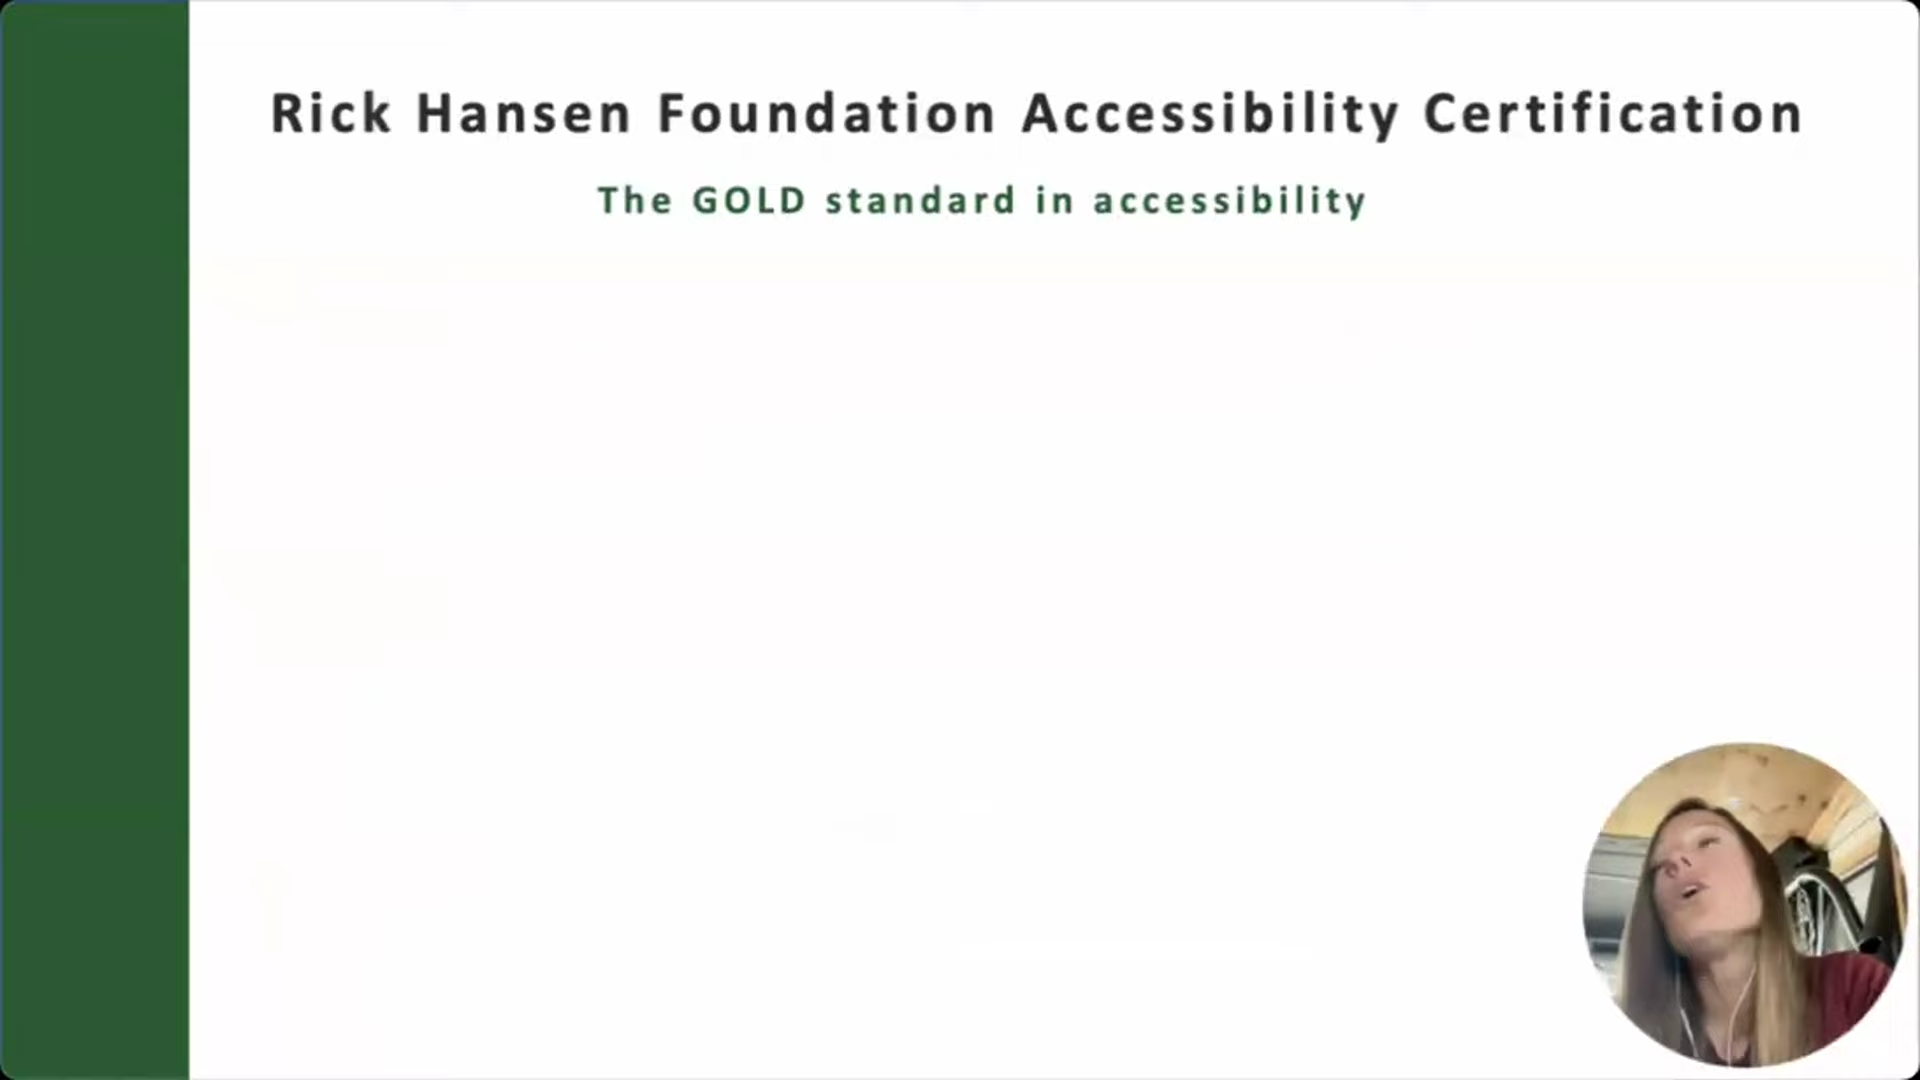 Rick Hansen Foundation Accessibility Certification
The GOLD standard in accessibility